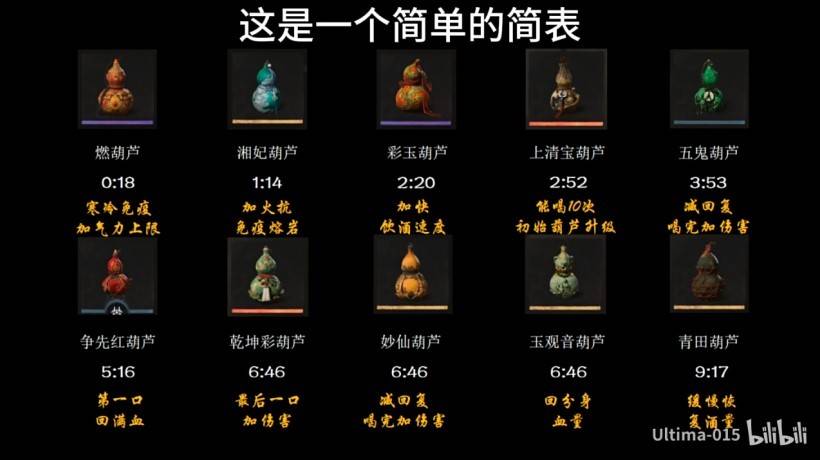 这是一个简单的简表
燃葫芦 湘妃葫芦 彩玉葫芦 上清宝葫芦 五鬼葫芦
0:18 1:14 2:20 2:52 3:53
寒冷免疫 加火抗 加快 能喝10次 减回复
加气力上限 免疫熔岩 饮酒速度 初始葫芦升级 喝完加伤害
争先红葫芦 乾坤彩葫芦 妙仙葫芦 玉观音葫芦 青田葫芦
5:16 6:46 6:46 6:46 9:17
第一口 最后一口 减回复 回分身 缓慢恢
回满血 加伤害 喝完加伤害 血量 复酒量
Ultima-015 bilibili